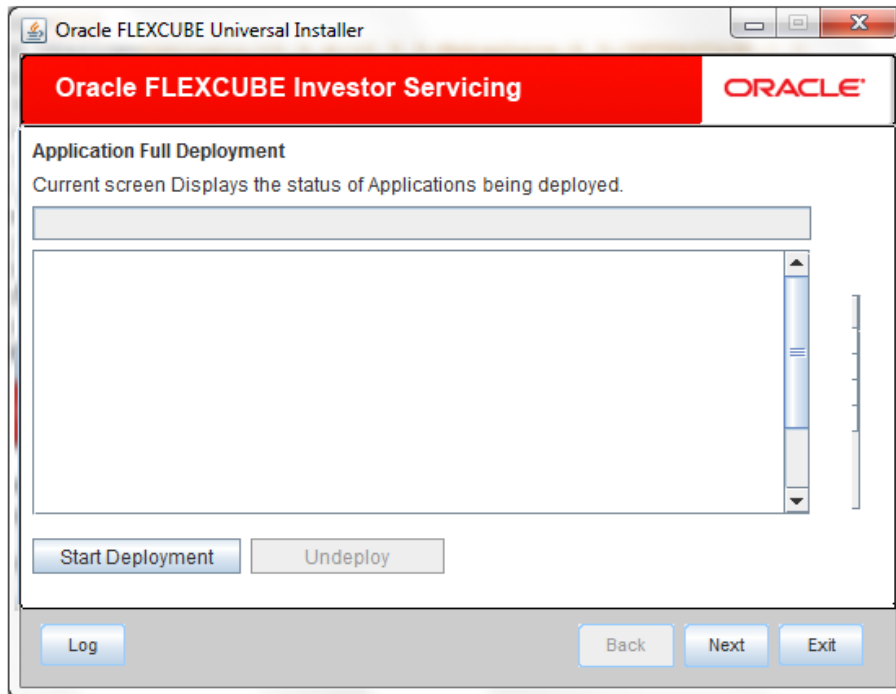 Oracle FLEXCUBE Universal Installer
Oracle FLEXCUBE Investor Servicing
ORACLE
Application Full Deployment
Current screen Displays the status of Applications being deployed.
Start Deployment
Undeploy
Log
Back
Next
Exit